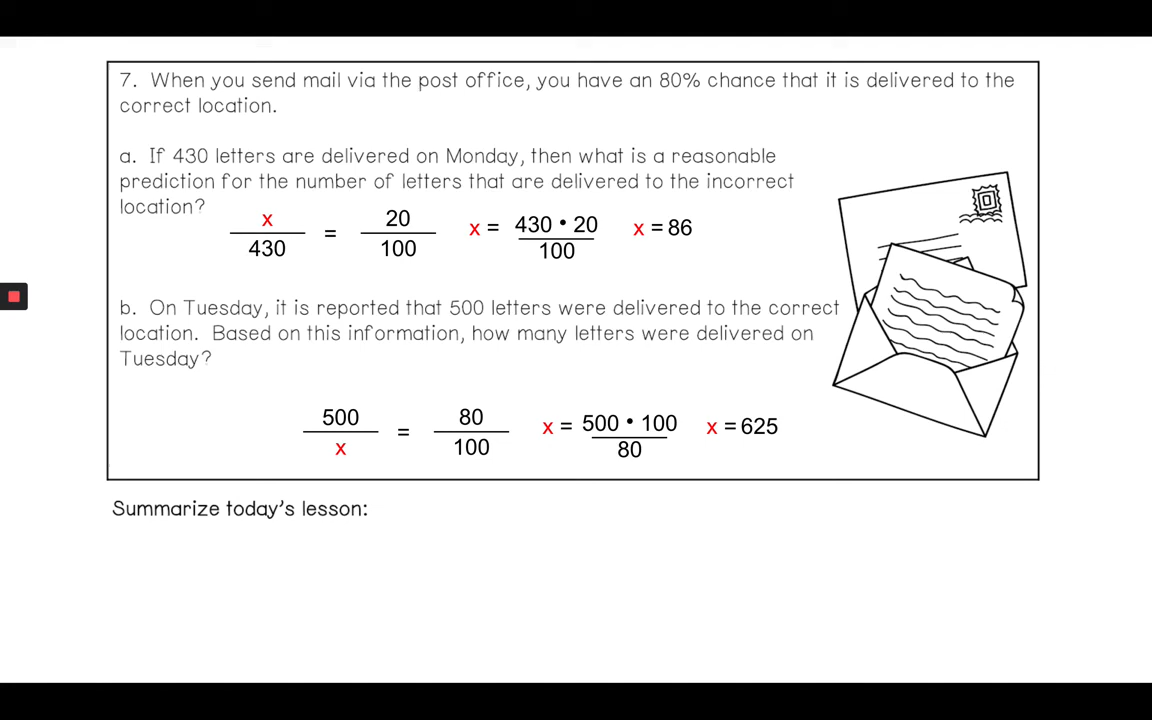 7. When you send mail via the post office, you have an 80% chance that it is delivered to the
correct location.
a. If 430 letters are delivered on Monday, then what is a reasonable
prediction for the number of letters that are delivered to the incorrect
location?
x/430 = 20/100 x = 430 • 20/100 x = 86
b. On Tuesday, it is reported that 500 letters were delivered to the correct
location. Based on this information, how many letters were delivered on
Tuesday?
500/x = 80/100 x = 500 • 100/80 x = 625
Summarize today's lesson: